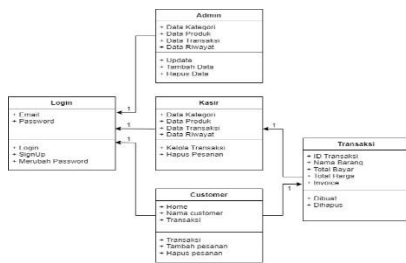 Admin
+ Data Kategori
+ Data Produk
+ Data Transaksi
+ Data Riwayat
+ Update
+ Tambah Data
+ Hapus Data
Login
+ Email
+ Password
+ Login
+ SignUp
+ Merubah Password
1
1
1
Kasir
+ Data Kategori
+ Data Produk
+ Data Transaksi
+ Data Riwayat
+ Kelola Transaksi
+ Hapus Pesanan
1
1
Transaksi
+ ID Transaksi
+ Nama Barang
+ Total Bayar
+ Total Harga
+ Invoice
+ Dibuat
+ Dihapus
Customer
+ Home
+ Nama customer
+ Transaksi
+ Transaksi
+ Tambah pesanan
+ Hapus pesanan